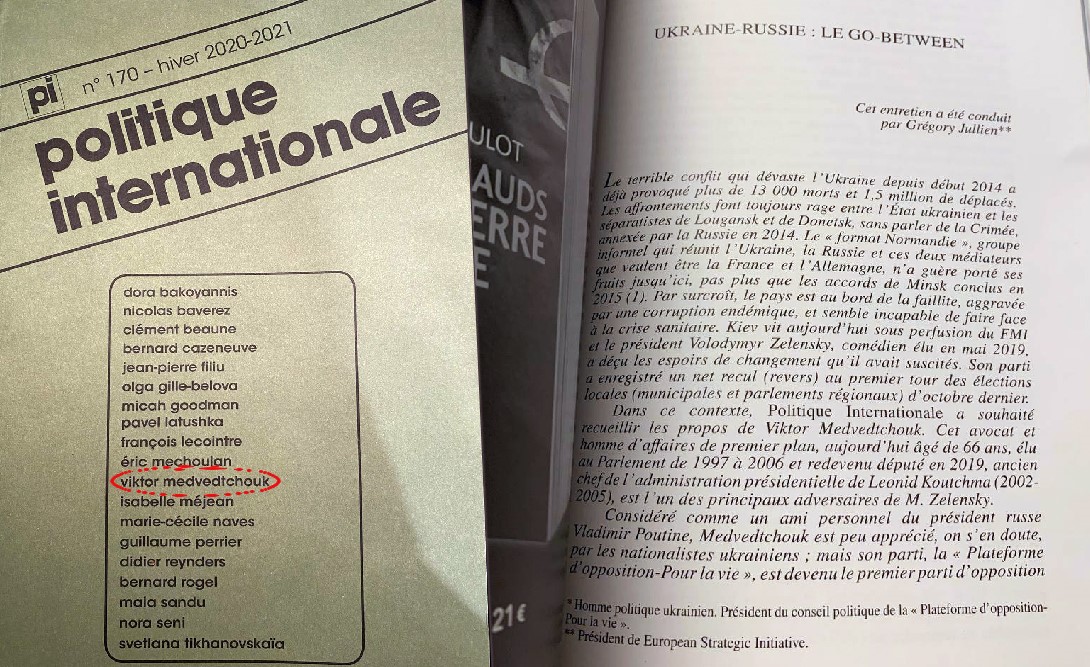 pi n° 170 – hiver 2020-2021
politique
internationale
dora bakoyannis
nicolas baverez
clément beaune
bernard cazeneuve
jean-pierre filiu
olga gille-belova
micah goodman
pavel latushka
françois lecointre
éric mechoulan
viktor medvedtchouk
isabelle méjean
marie-cécile naves
guillaume perrier
didier reynders
bernard rogel
maia sandu
nora seni
svetlana tikhanovskaïa
ULOT
AUDS
ERRE
E
21€
UKRAINE-RUSSIE : LE GO-BETWEEN
Cet entretien a été conduit
par Grégory Jullien**
Le terrible conflit qui dévaste l'Ukraine depuis début 2014 a
déjà provoqué plus de 13 000 morts et 1,5 million de déplacés.
Les affrontements font toujours rage entre l'État ukrainien et les
séparatistes de Lougansk et de Donetsk, sans parler de la Crimée,
annexée par la Russie en 2014. Le « format Normandie », groupe
informel qui réunit l'Ukraine, la Russie et ces deux médiateurs
que veulent être la France et l'Allemagne, n'a guère porté ses
fruits jusqu'ici, pas plus que les accords de Minsk conclus en
2015 (1). Par surcroît, le pays est au bord de la faillite, aggravée
par une corruption endémique, et semble incapable de faire face
à la crise sanitaire. Kiev vit aujourd'hui sous perfusion du FMI
et le président Volodymyr Zelensky, comédien élu en mai 2019,
a déçu les espoirs de changement qu'il avait suscités. Son parti
a enregistré un net recul (revers) au premier tour des élections
locales (municipales et parlements régionaux) d'octobre dernier.
Dans ce contexte, Politique Internationale a souhaité
recueillir les propos de Viktor Medvedtchouk. Cet avocat et
homme d'affaires de premier plan, aujourd'hui âgé de 66 ans, élu
au Parlement de 1997 à 2006 et redevenu député en 2019, ancien
chef de l'administration présidentielle de Leonid Koutchma (2002-
2005), est l'un des principaux adversaires de M. Zelensky.
Considéré comme un ami personnel du président russe
Vladimir Poutine, Medvedtchouk est peu apprécié, on s'en doute,
par les nationalistes ukrainiens ; mais son parti, la « Plateforme
d'opposition-Pour la vie », est devenu le premier parti d'opposition
* Homme politique ukrainien. Président du conseil politique de la « Plateforme d'opposition-
Pour la vie ».
** Président de European Strategic Initiative.